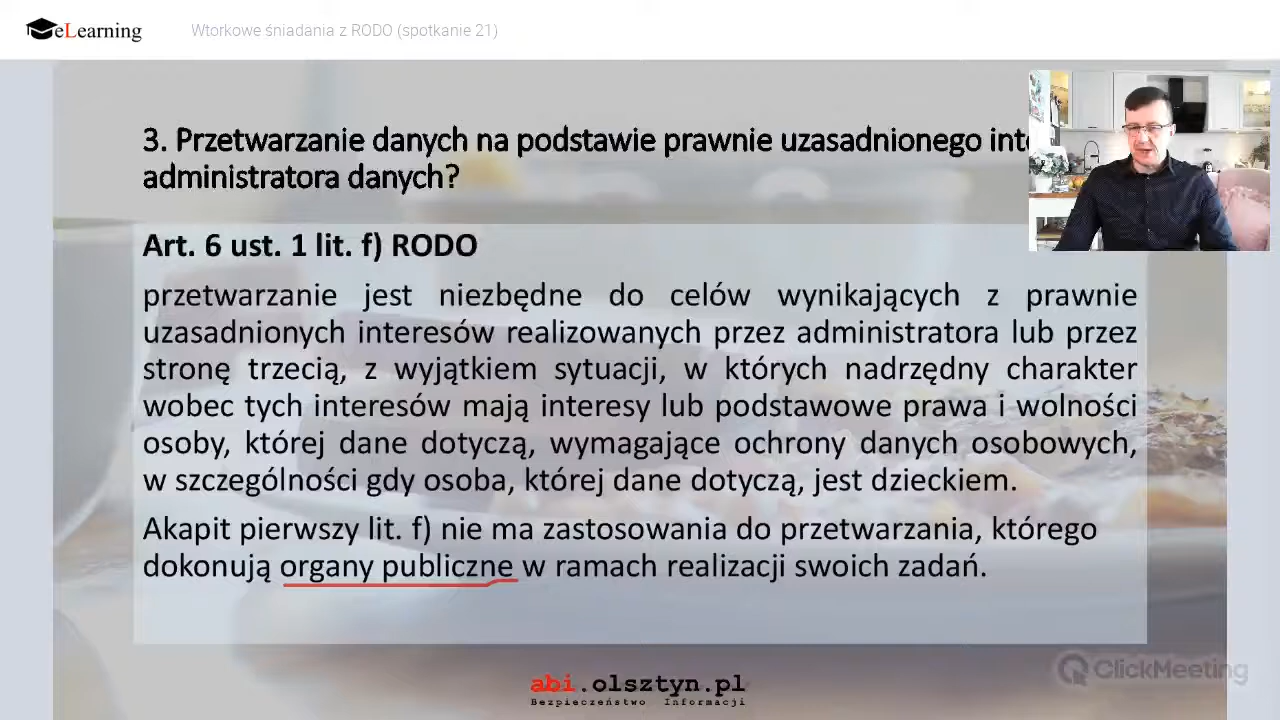 eLearning
Wtorkowe śniadania z RODO (spotkanie 21)
3. Przetwarzanie danych na podstawie prawnie uzasadnionego
administratora danych?
Art. 6 ust. 1 lit. f) RODO
przetwarzanie jest niezbędne do celów wynikających z prawnie
uzasadnionych interesów realizowanych przez administratora lub przez
stronę trzecią, z wyjątkiem sytuacji, w których nadrzędny charakter
wobec tych interesów mają interesy lub podstawowe prawa i wolności
osoby, której dane dotyczą, wymagające ochrony danych osobowych,
w szczególności gdy osoba, której dane dotyczą, jest dzieckiem.
Akapit pierwszy lit. f) nie ma zastosowania do przetwarzania, którego
dokonują organy publiczne w ramach realizacji swoich zadań.
ClickMeeting
abi.olsztyn.pl
Bezpieczeństwo Informacji